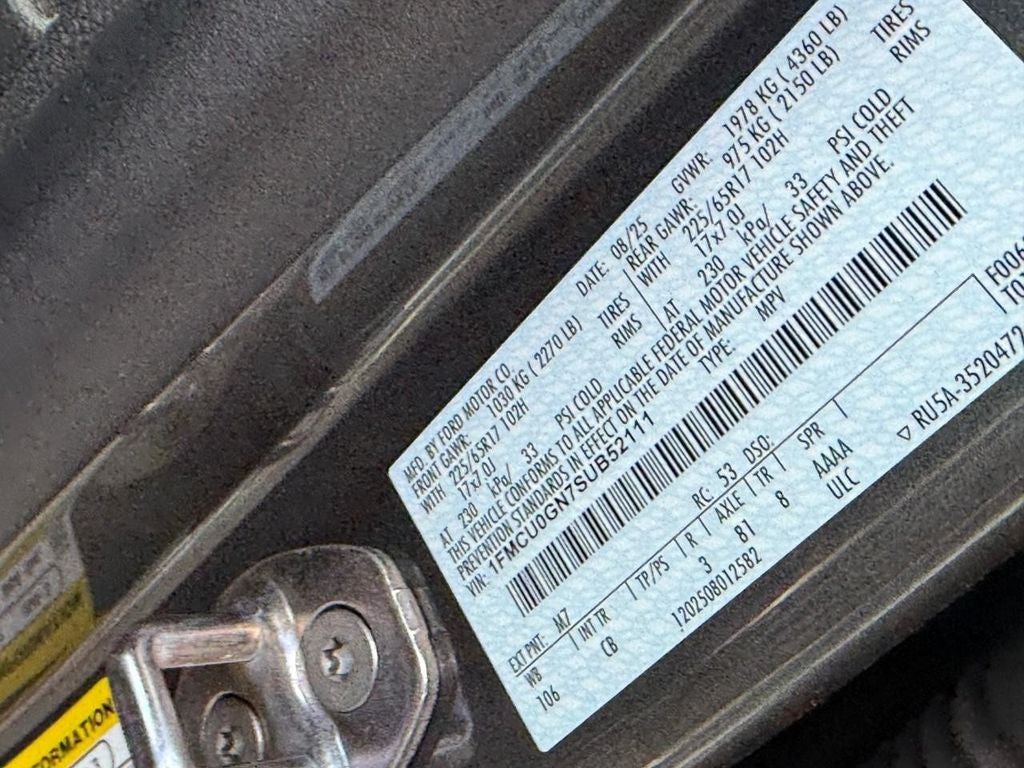 MFD. BY FORD MOTOR CO. DATE: 08/25 GVWR: 1978 KG ( 4360 LB)
FRONT GAWR: 1030 KG ( 2270 LB) REAR GAWR: 975 KG ( 2150 LB)
WITH 225/65R17 102H TIRES WITH 225/65R17 102H TIRES
17x7.0J RIMS 17x7.0J RIMS
AT 230 kPa/ 33 PSI COLD AT 230 kPa/ 33 PSI COLD
THIS VEHICLE CONFORMS TO ALL APPLICABLE FEDERAL MOTOR VEHICLE SAFETY AND THEFT
PREVENTION STANDARDS IN EFFECT ON THE DATE OF MANUFACTURE SHOWN ABOVE.
VIN: 1FMCU0GN7SUB52111 TYPE: MPV
F006
EXT PNT: M7 RC: 53 DSO:
WB INT TR TP/PS R AXLE TR SPR
106 CB 3 81 8 AAAA
1202508012582 ULC
▽ RU5A-3520472
ORMATION